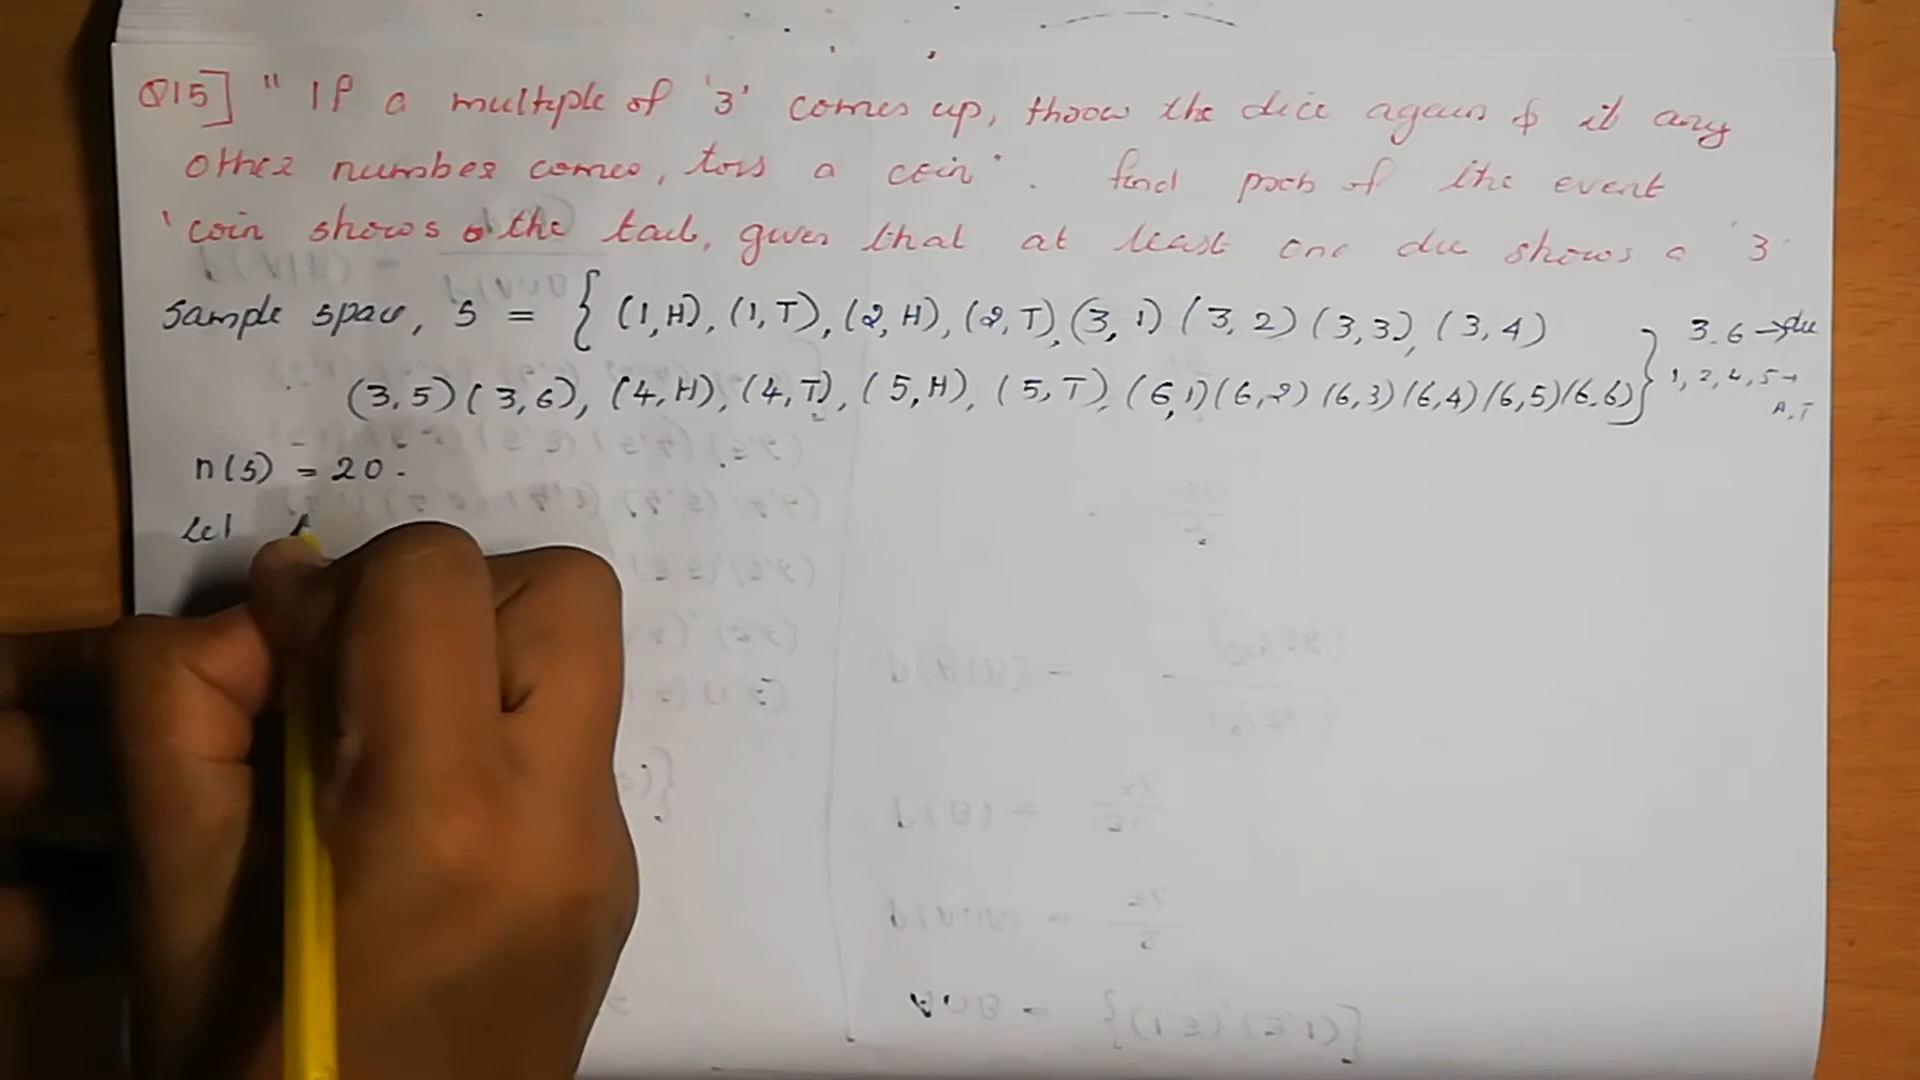 Q15] " If a multiple of '3' comes up, throw the dice again & if any
other number comes, toss a coin". find prob of the event
'coin shows the tail, given that at least one die shows a '3'
Sample space, S = { (1,H), (1,T), (2,H), (2,T), (3,1) (3,2) (3,3), (3,4)
(3,5) (3,6), (4,H), (4,T), (5,H), (5,T), (6,1) (6,2) (6,3) (6,4) (6,5) (6,6) }
3.6 → die
1, 2, 4, 5 →
H, T
n(S) = 20.
Let